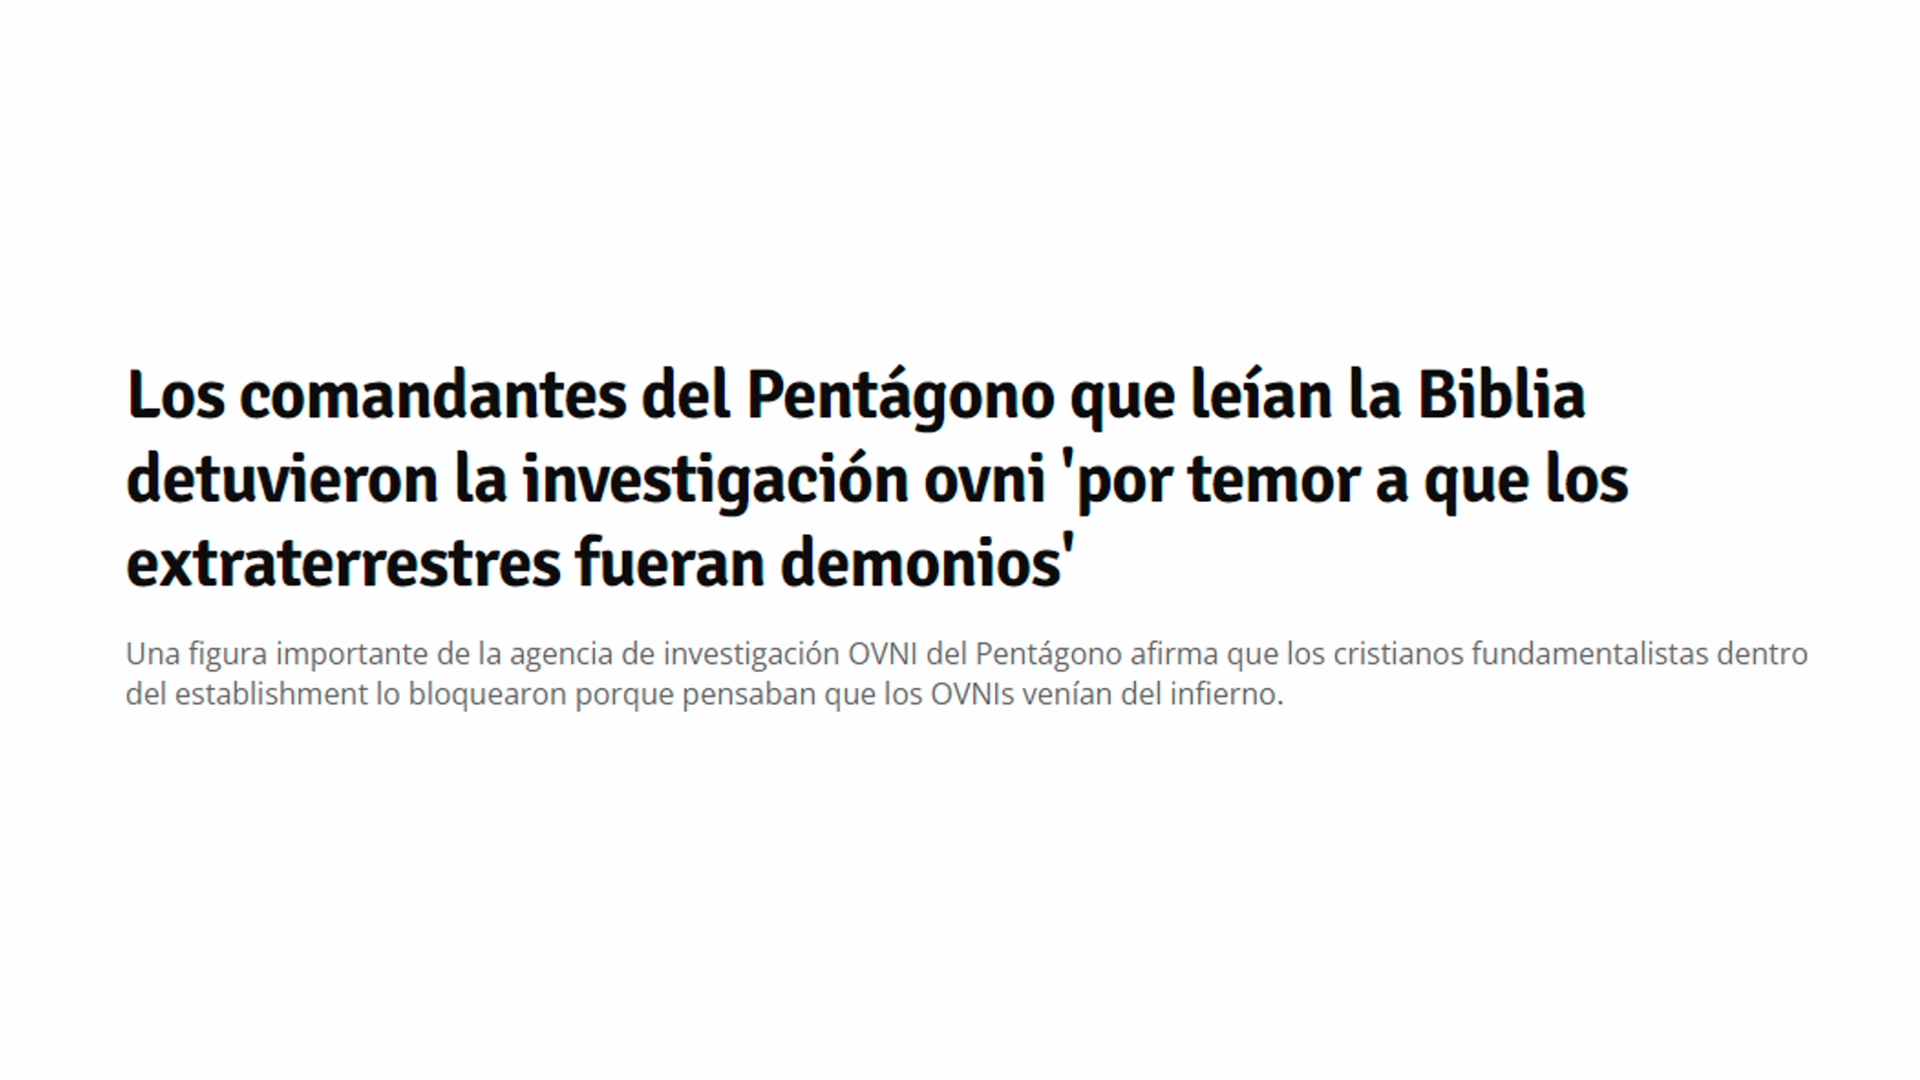 Los comandantes del Pentágono que leían la Biblia
detuvieron la investigación ovni 'por temor a que los
extraterrestres fueran demonios'
Una figura importante de la agencia de investigación OVNI del Pentágono afirma que los cristianos fundamentalistas dentro
del establishment lo bloquearon porque pensaban que los OVNIs venían del infierno.